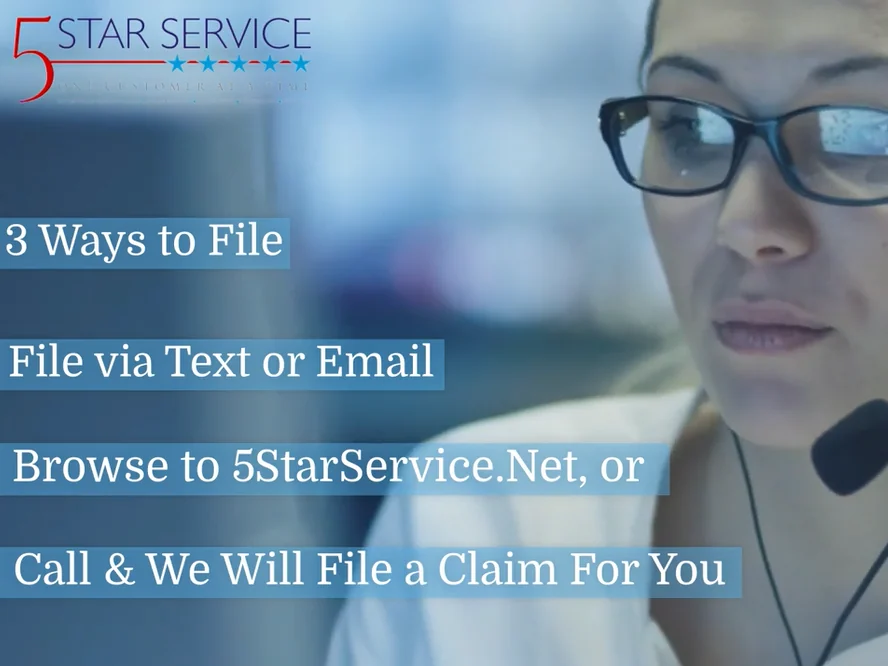 5 STAR SERVICE
3 Ways to File
File via Text or Email
Browse to 5StarService.Net, or
Call & We Will File a Claim For You